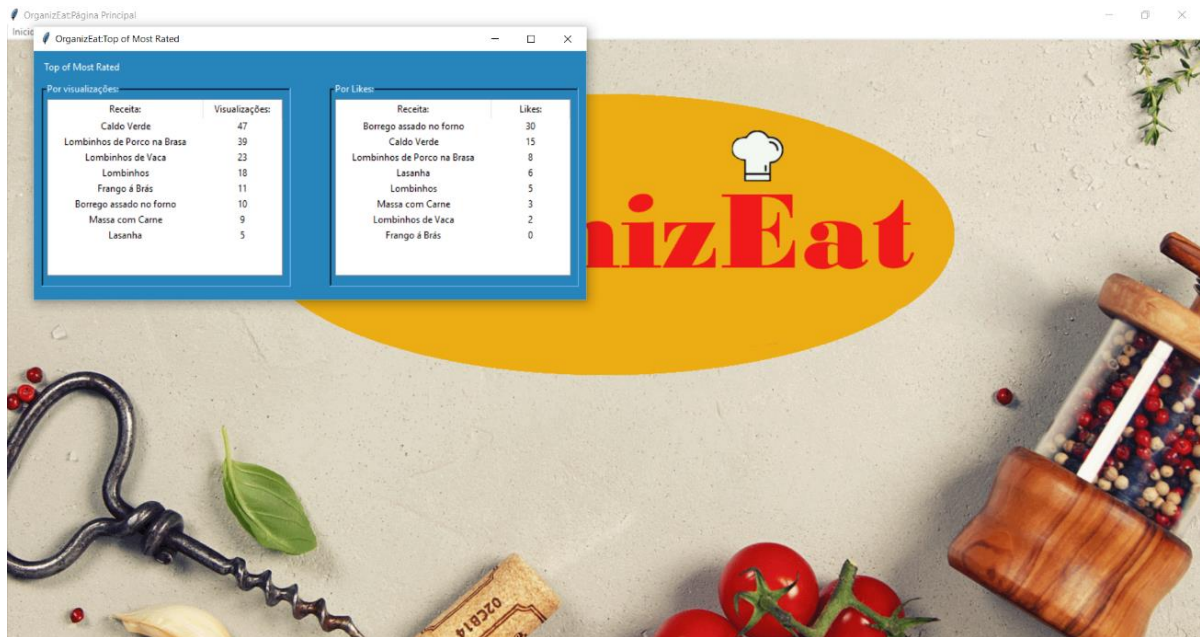 OrganizEat:Página Principal
Inicio
OrganizEat:Top of Most Rated
Top of Most Rated
Por visualizações:
Receita: Visualizações:
Caldo Verde 47
Lombinhos de Porco na Brasa 39
Lombinhos de Vaca 23
Lombinhos 18
Frango á Brás 11
Borrego assado no forno 10
Massa com Carne 9
Lasanha 5
Por Likes:
Receita: Likes:
Borrego assado no forno 30
Caldo Verde 15
Lombinhos de Porco na Brasa 8
Lasanha 6
Lombinhos 5
Massa com Carne 3
Lombinhos de Vaca 2
Frango á Brás 0
nizEat
02CB14